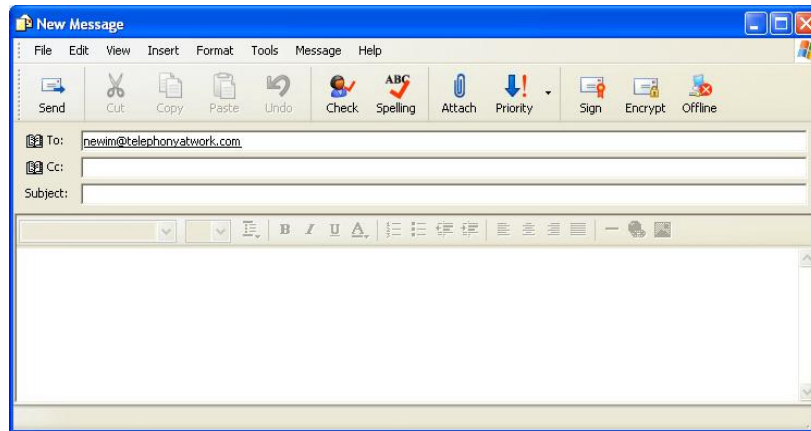 New Message
File Edit View Insert Format Tools Message Help
ABC
Send Cut Copy Paste Undo Check Spelling Attach Priority Sign Encrypt Offline
To: newim@telephonyatwork.com
Cc:
Subject:
B I U A